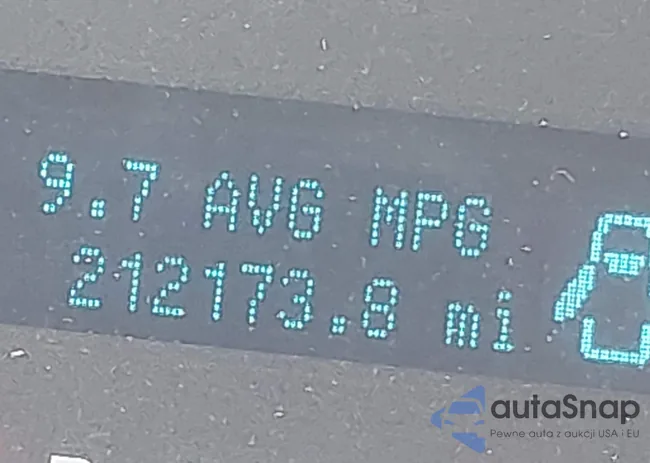 9.7 AVG MPG
212173.8 mi
autaSnap
Pewne auta z aukcji USA i EU